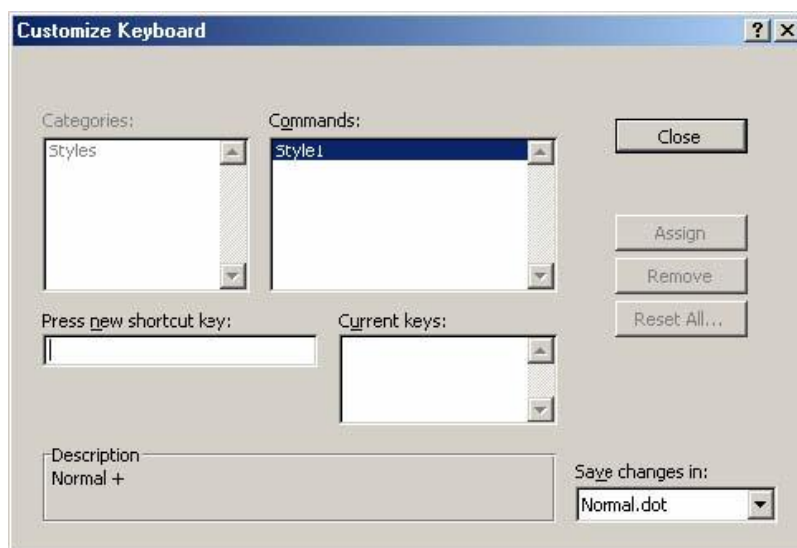 Customize Keyboard
Categories:
Commands:
Styles
Style1
Close
Assign
Remove
Reset All...
Press new shortcut key:
Current keys:
Description
Normal +
Save changes in:
Normal.dot